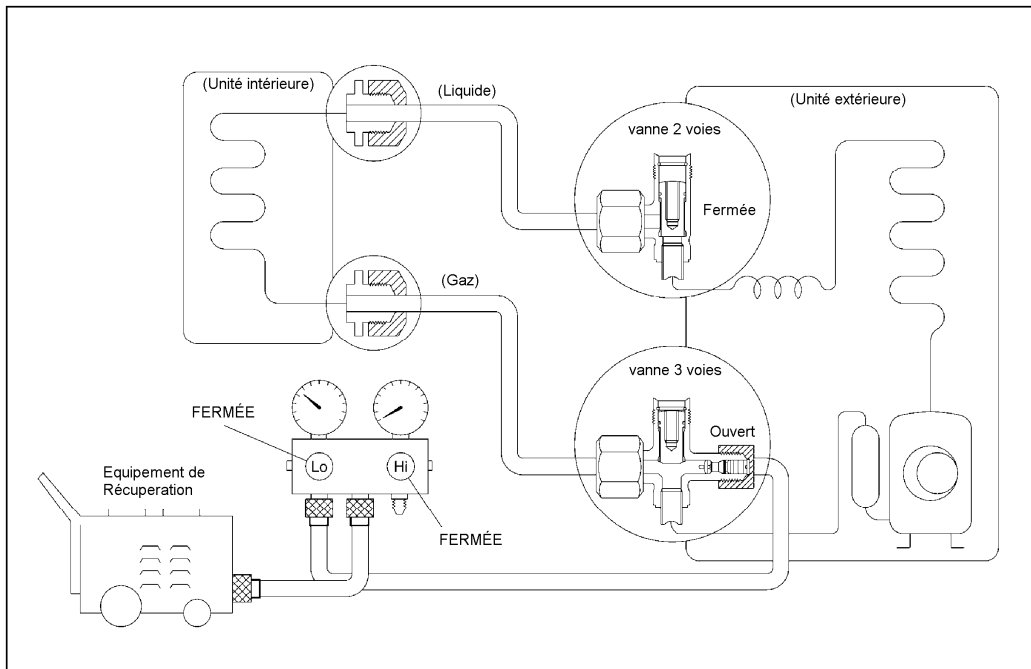 (Unité intérieure)
(Liquide)
(Unité extérieure)
vanne 2 voies
Fermée
(Gaz)
vanne 3 voies
Ouvert
FERMÉE
Lo
Hi
Equipement de
Récuperation
FERMÉE